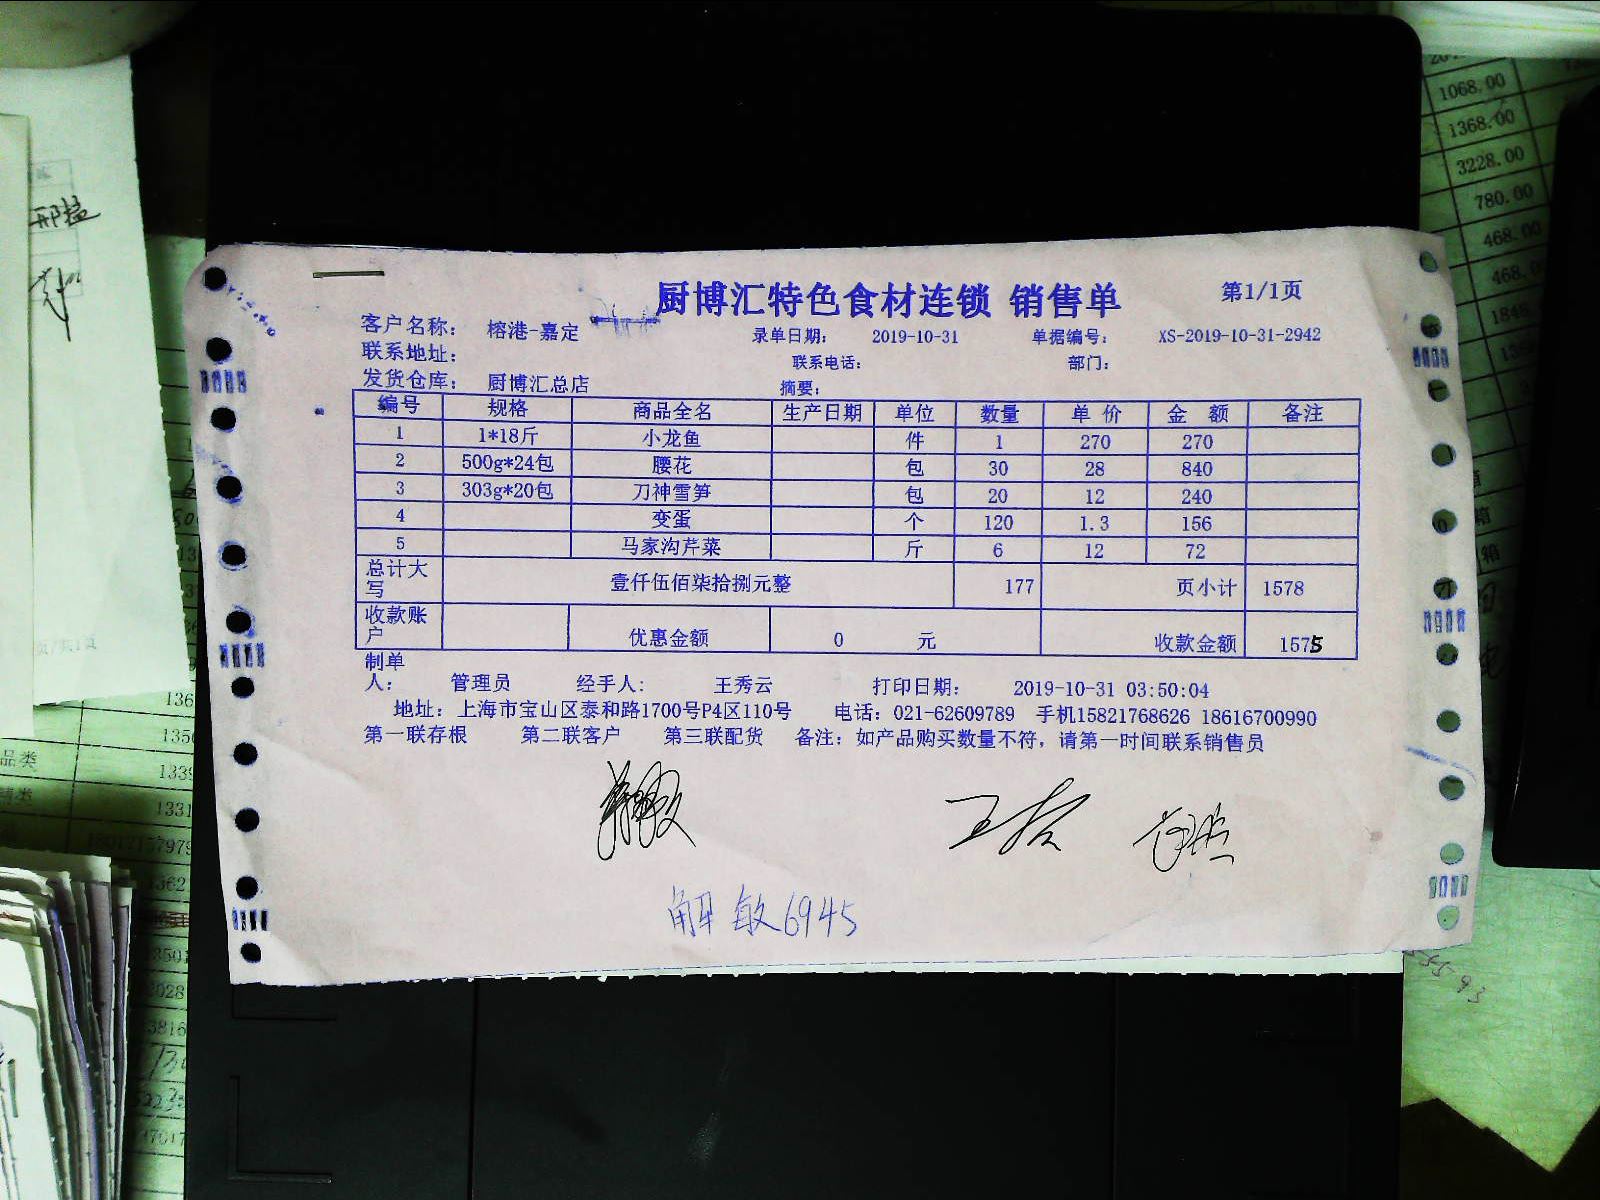 厨博汇特色食材连锁 销售单 第1/1页
客户名称： 榕港-嘉定 录单日期： 2019-10-31 单据编号： XS-2019-10-31-2942
联系地址： 联系电话： 部门：
发货仓库： 厨博汇总店 摘要：
编号 规格 商品全名 生产日期 单位 数量 单价 金额 备注
1 1*18斤 小龙鱼 件 1 270 270
2 500g*24包 腰花 包 30 28 840
3 303g*20包 刀神雪笋 包 20 12 240
4 变蛋 个 120 1.3 156
5 马家沟芹菜 斤 6 12 72
总计大写 壹仟伍佰柒拾捌元整 177 页小计 1578
收款账户 优惠金额 0 元 收款金额 1575
制单人： 管理员 经手人： 王秀云 打印日期： 2019-10-31 03:50:04
地址：上海市宝山区泰和路1700号P4区110号 电话：021-62609789 手机15821768626 18616700990
第一联存根 第二联客户 第三联配货 备注：如产品购买数量不符，请第一时间联系销售员
解敏6945
1068.00
1368.00
3228.00
780.00
468.00